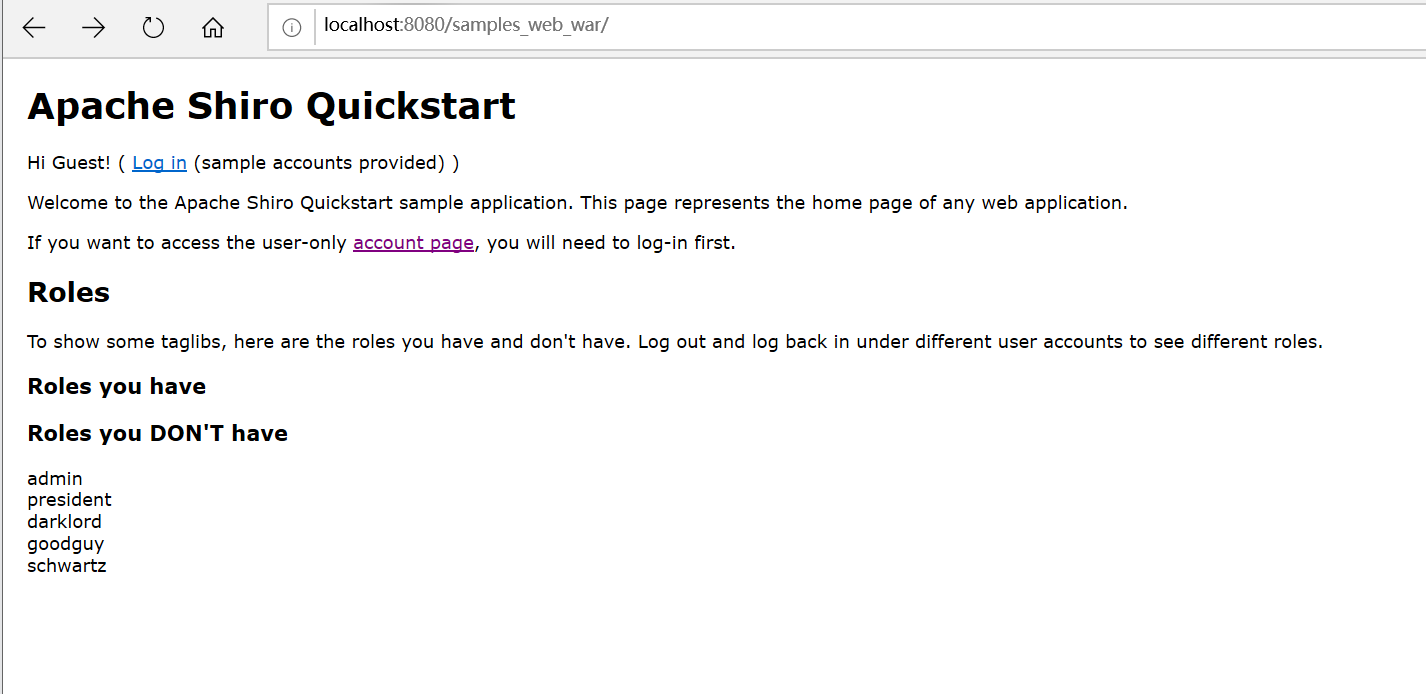 localhost:8080/samples_web_war/
Apache Shiro Quickstart
Hi Guest! ( Log in (sample accounts provided) )
Welcome to the Apache Shiro Quickstart sample application. This page represents the home page of any web application.
If you want to access the user-only account page, you will need to log-in first.
Roles
To show some taglibs, here are the roles you have and don't have. Log out and log back in under different user accounts to see different roles.
Roles you have
Roles you DON'T have
admin
president
darklord
goodguy
schwartz